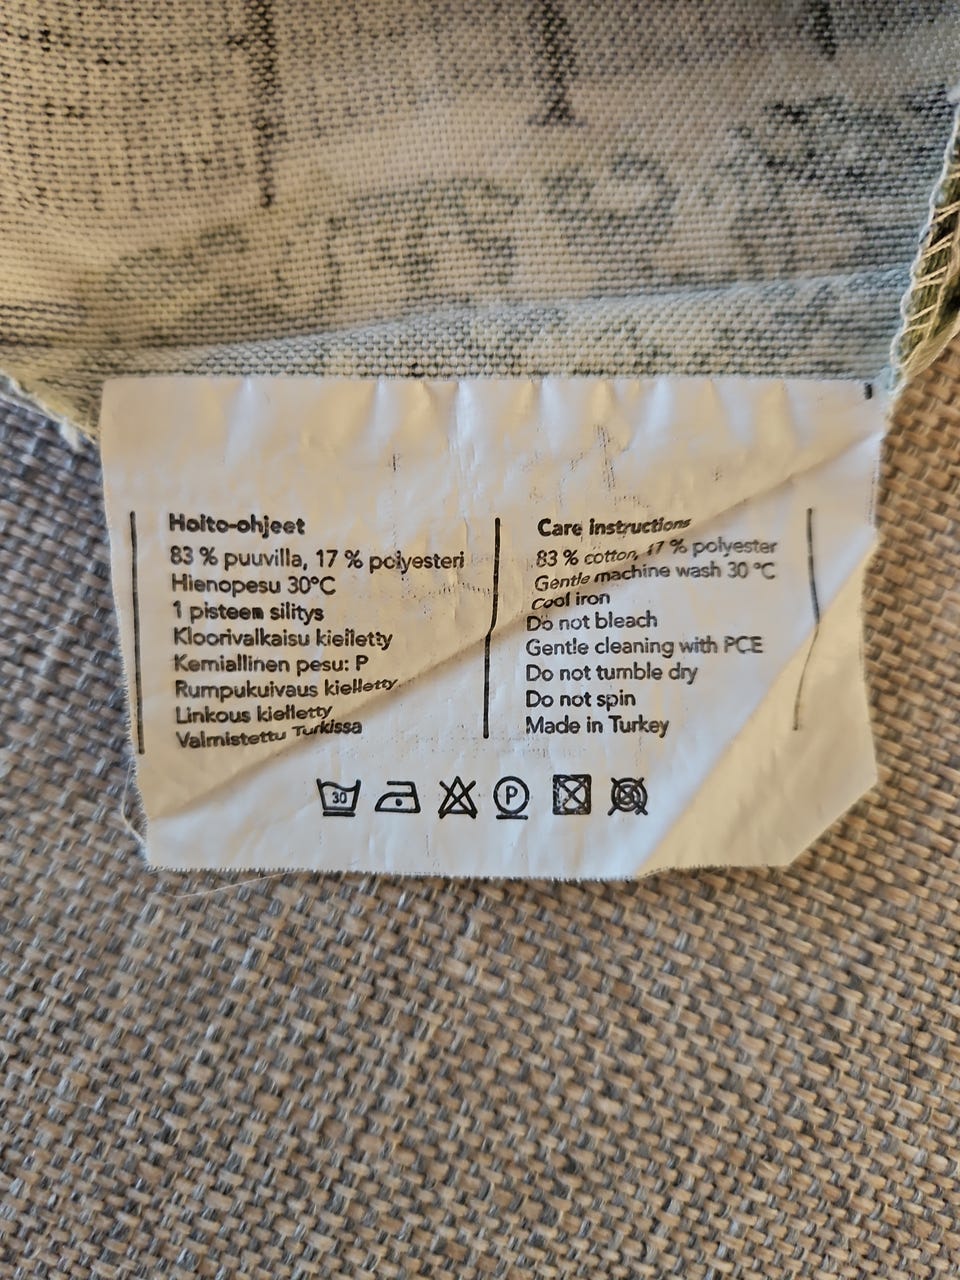 Hoito-ohjeet
83 % puuvilla, 17 % polyesteri
Hienopesu 30°C
1 pisteen silitys
Kloorivalkaisu kielletty
Kemiallinen pesu: P
Rumpukuivaus kielletty
Linkous kielletty
Valmistettu Turkissa
Care instructions
83 % cotton, 17 % polyester
Gentle machine wash 30 °C
Cool iron
Do not bleach
Gentle cleaning with PCE
Do not tumble dry
Do not spin
Made in Turkey
30 P